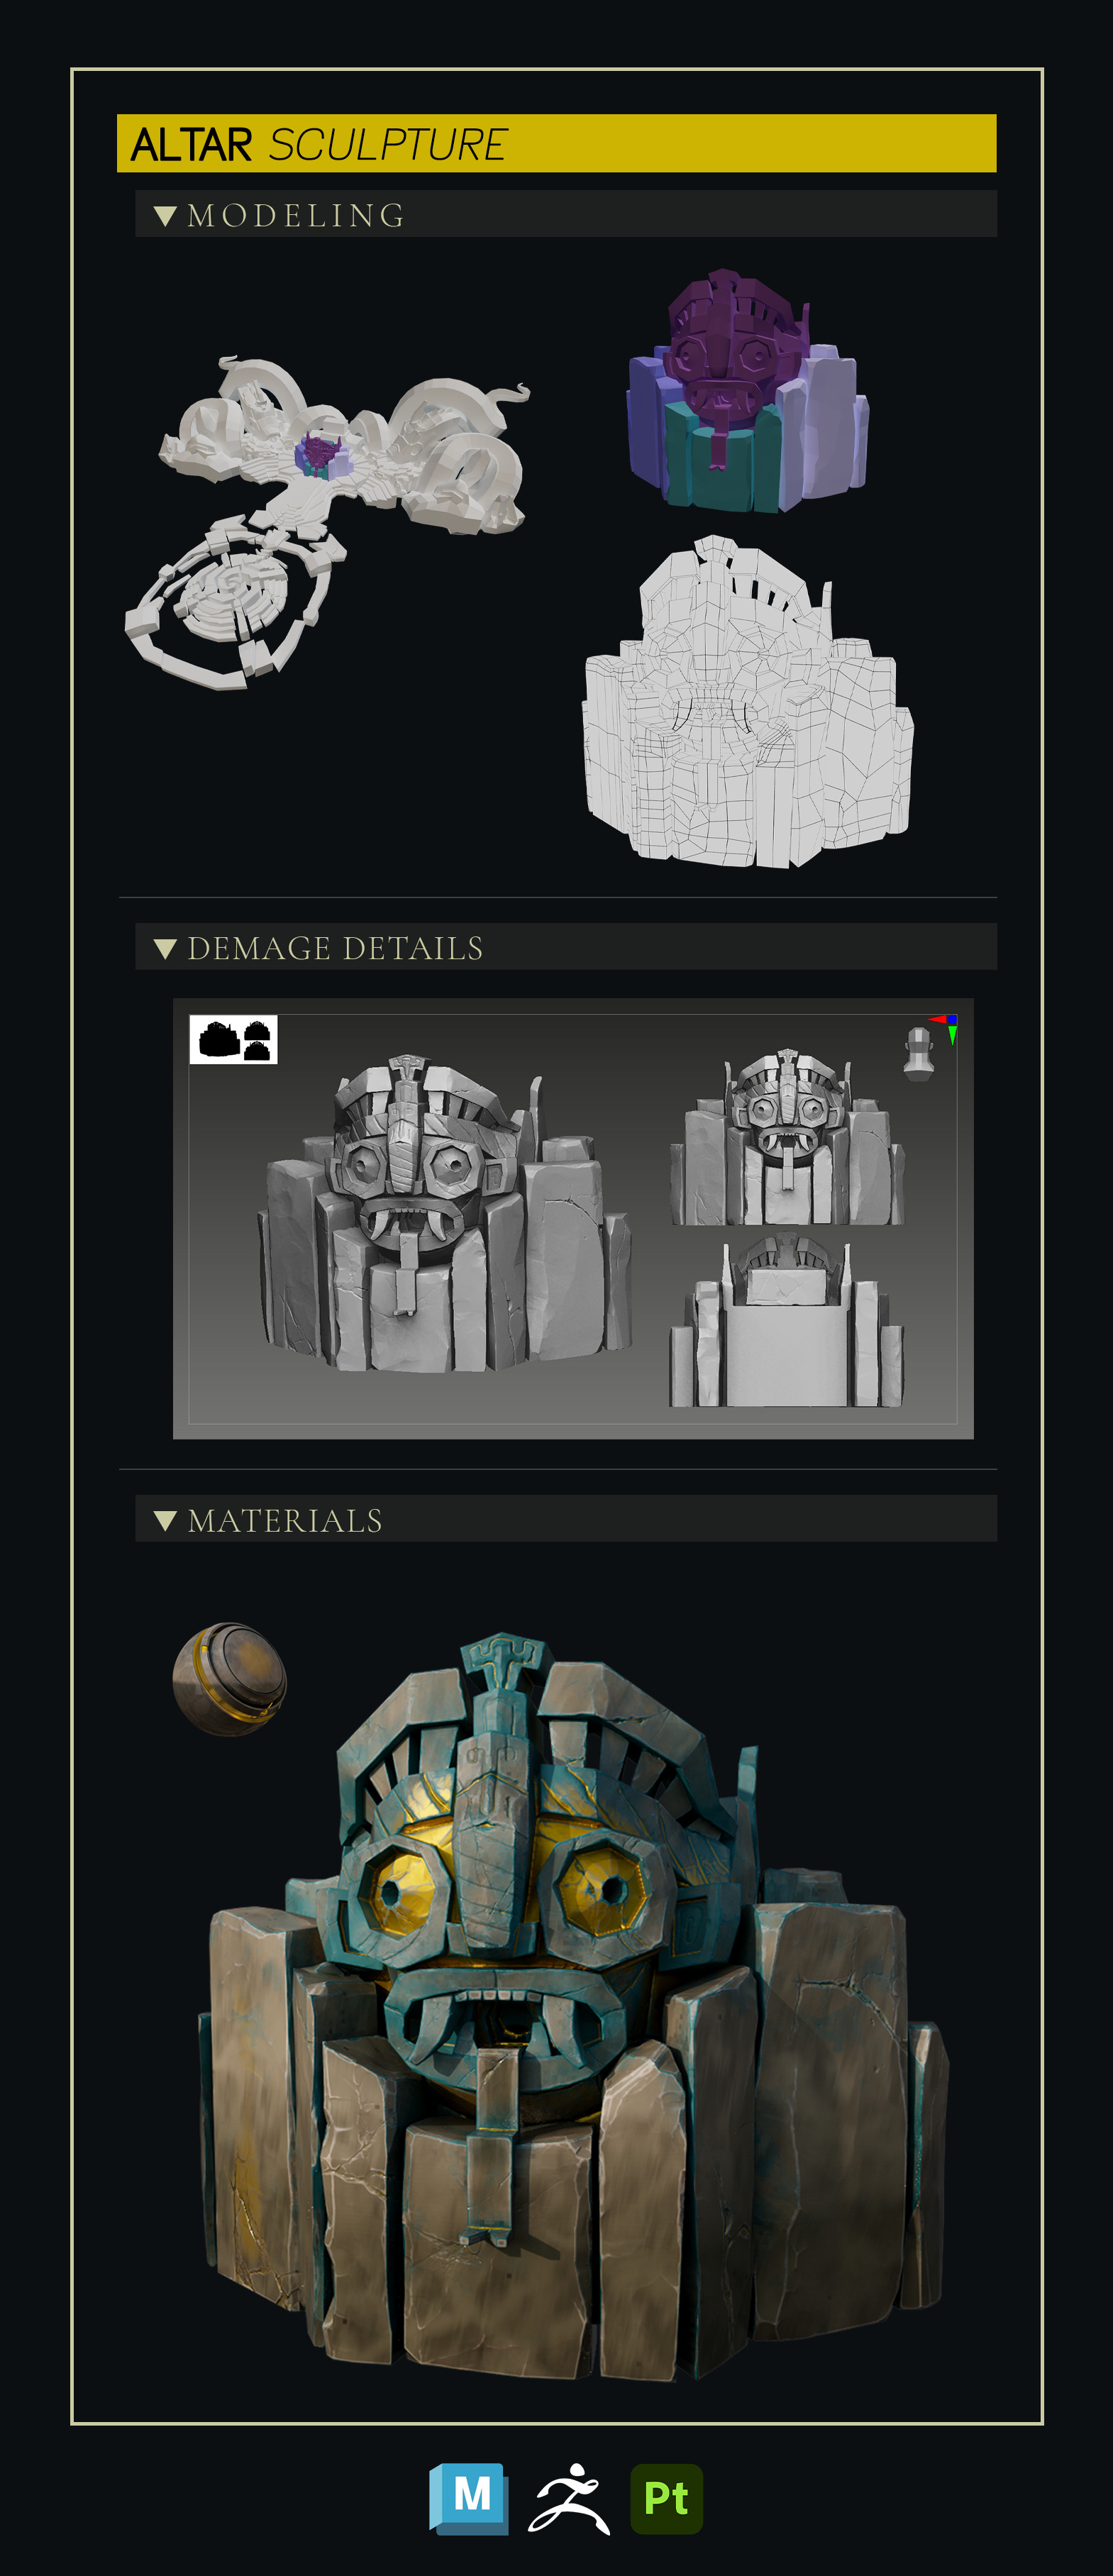 ALTAR SCULPTURE
▼ MODELING
▼ DEMAGE DETAILS
▼ MATERIALS
M
Pt